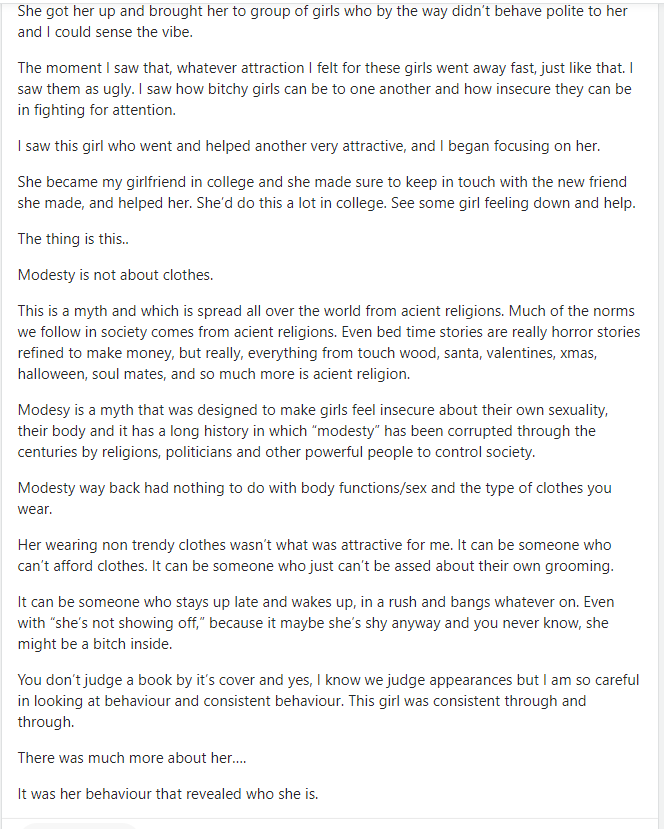 She got her up and brought her to group of girls who by the way didn't behave polite to her
and I could sense the vibe.
The moment I saw that, whatever attraction I felt for these girls went away fast, just like that. I
saw them as ugly. I saw how bitchy girls can be to one another and how insecure they can be
in fighting for attention.
I saw this girl who went and helped another very attractive, and I began focusing on her.
She became my girlfriend in college and she made sure to keep in touch with the new friend
she made, and helped her. She'd do this a lot in college. See some girl feeling down and help.
The thing is this..
Modesty is not about clothes.
This is a myth and which is spread all over the world from acient religions. Much of the norms
we follow in society comes from acient religions. Even bed time stories are really horror stories
refined to make money, but really, everything from touch wood, santa, valentines, xmas,
halloween, soul mates, and so much more is acient religion.
Modesy is a myth that was designed to make girls feel insecure about their own sexuality,
their body and it has a long history in which “modesty” has been corrupted through the
centuries by religions, politicians and other powerful people to control society.
Modesty way back had nothing to do with body functions/sex and the type of clothes you
wear.
Her wearing non trendy clothes wasn't what was attractive for me. It can be someone who
can't afford clothes. It can be someone who just can't be assed about their own grooming.
It can be someone who stays up late and wakes up, in a rush and bangs whatever on. Even
with “she's not showing off,” because it maybe she's shy anyway and you never know, she
might be a bitch inside.
You don't judge a book by it's cover and yes, I know we judge appearances but I am so careful
in looking at behaviour and consistent behaviour. This girl was consistent through and
through.
There was much more about her....
It was her behaviour that revealed who she is.